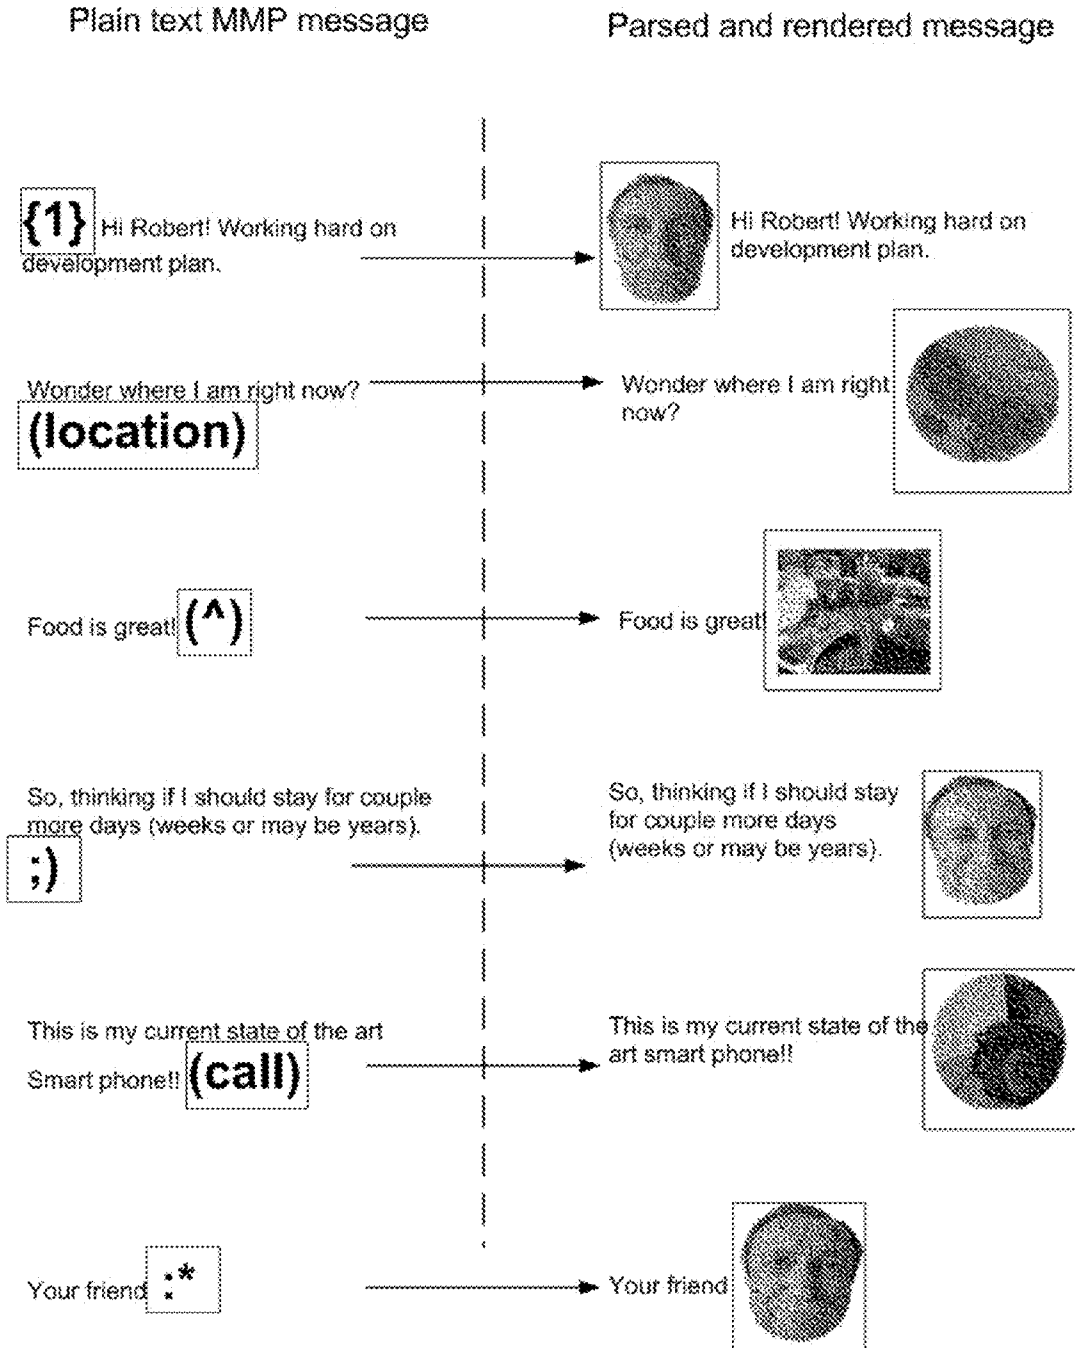 Plain text MMP message
Parsed and rendered message
{1} Hi Robert! Working hard on
development plan.
Hi Robert! Working hard on
development plan.
Wonder where I am right now?
(location)
Wonder where I am right
now?
Food is great! (^)
Food is great!
So, thinking if I should stay for couple
more days (weeks or may be years).
;)
So, thinking if I should stay
for couple more days
(weeks or may be years).
This is my current state of the art
Smart phone!! (call)
This is my current state of the
art smart phone!!
Your friend :*
Your friend